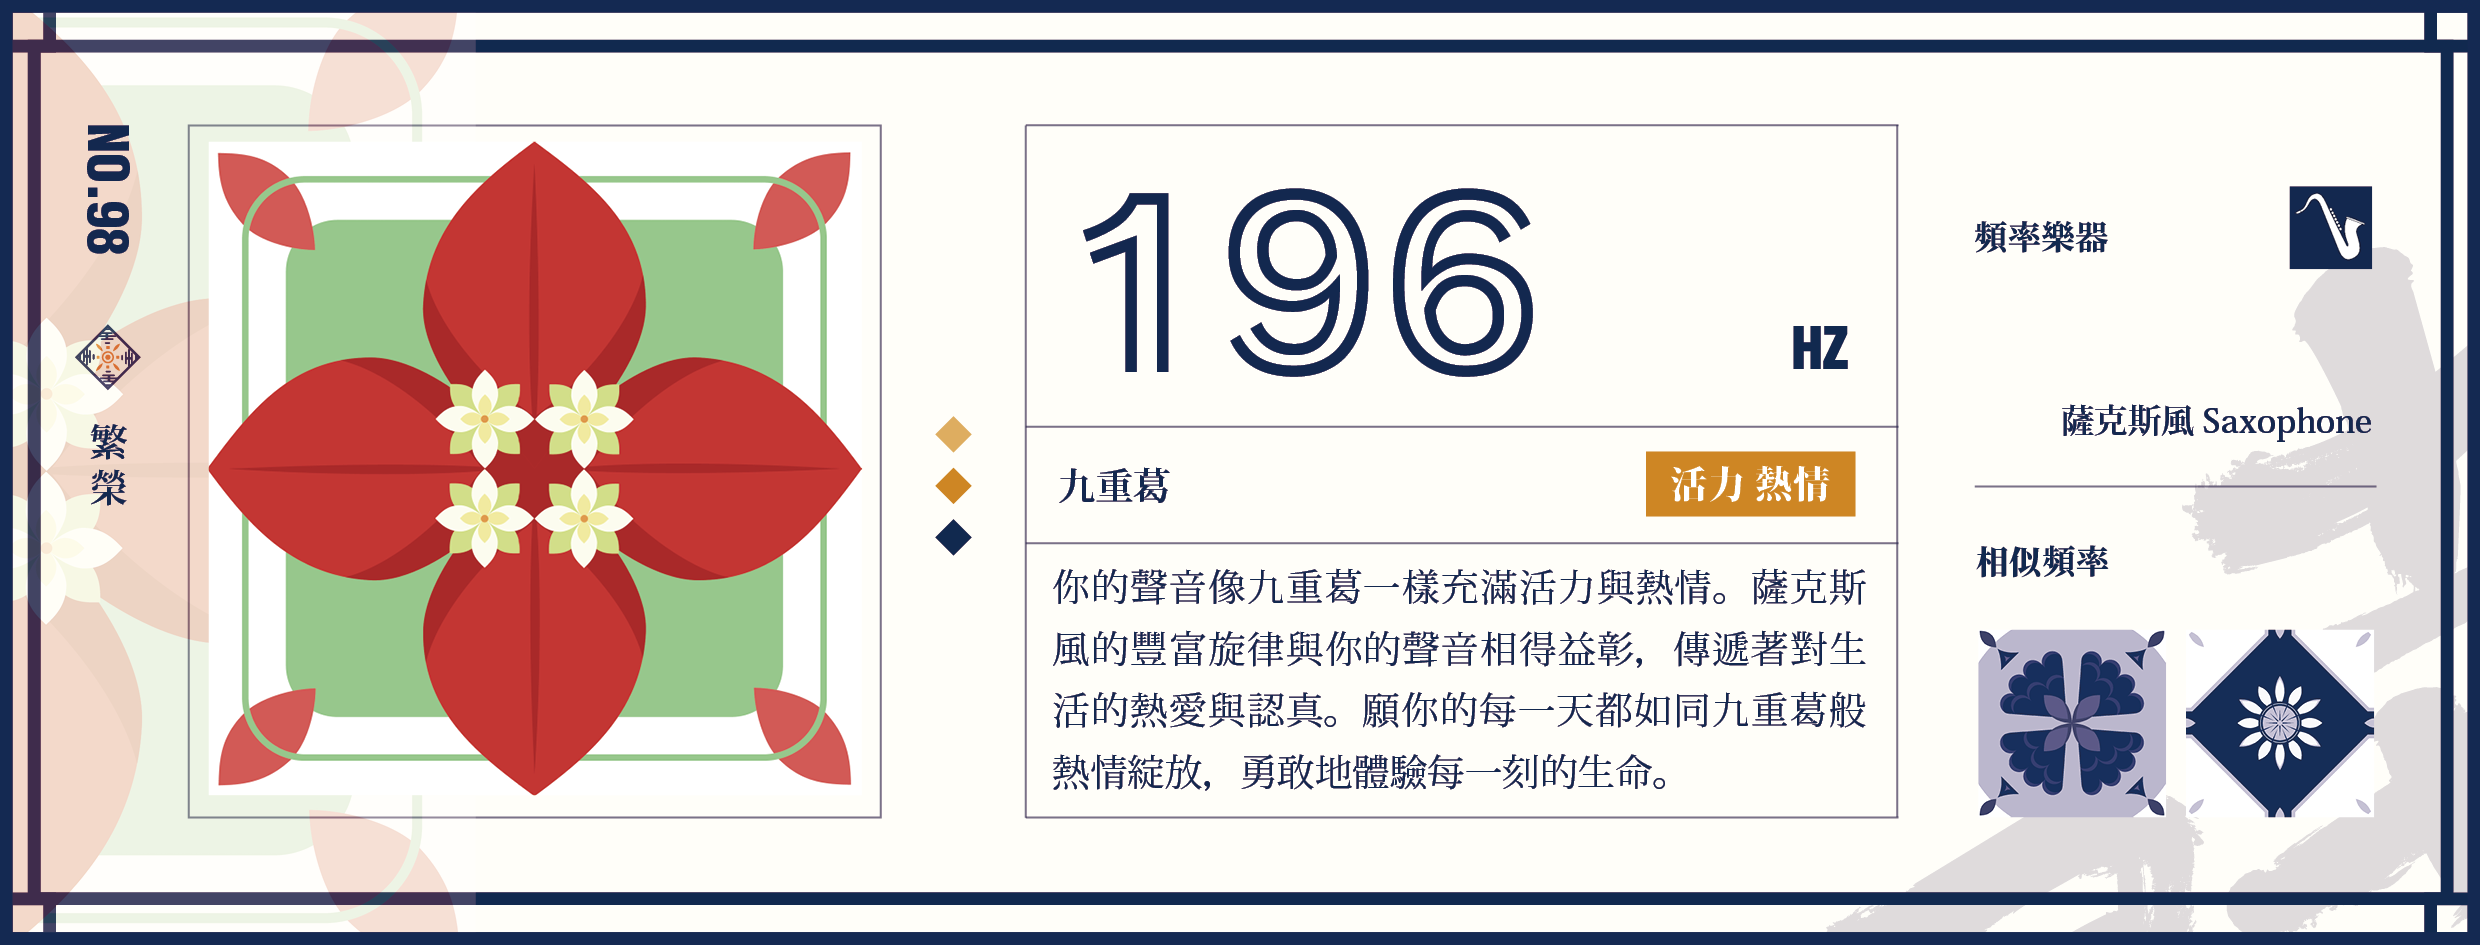 NO.98
繁榮
196
HZ
九重葛
活力 熱情
你的聲音像九重葛一樣充滿活力與熱情。薩克斯
風的豐富旋律與你的聲音相得益彰，傳遞著對生
活的熱愛與認真。願你的每一天都如同九重葛般
熱情綻放，勇敢地體驗每一刻的生命。
頻率樂器
薩克斯風 Saxophone
相似頻率